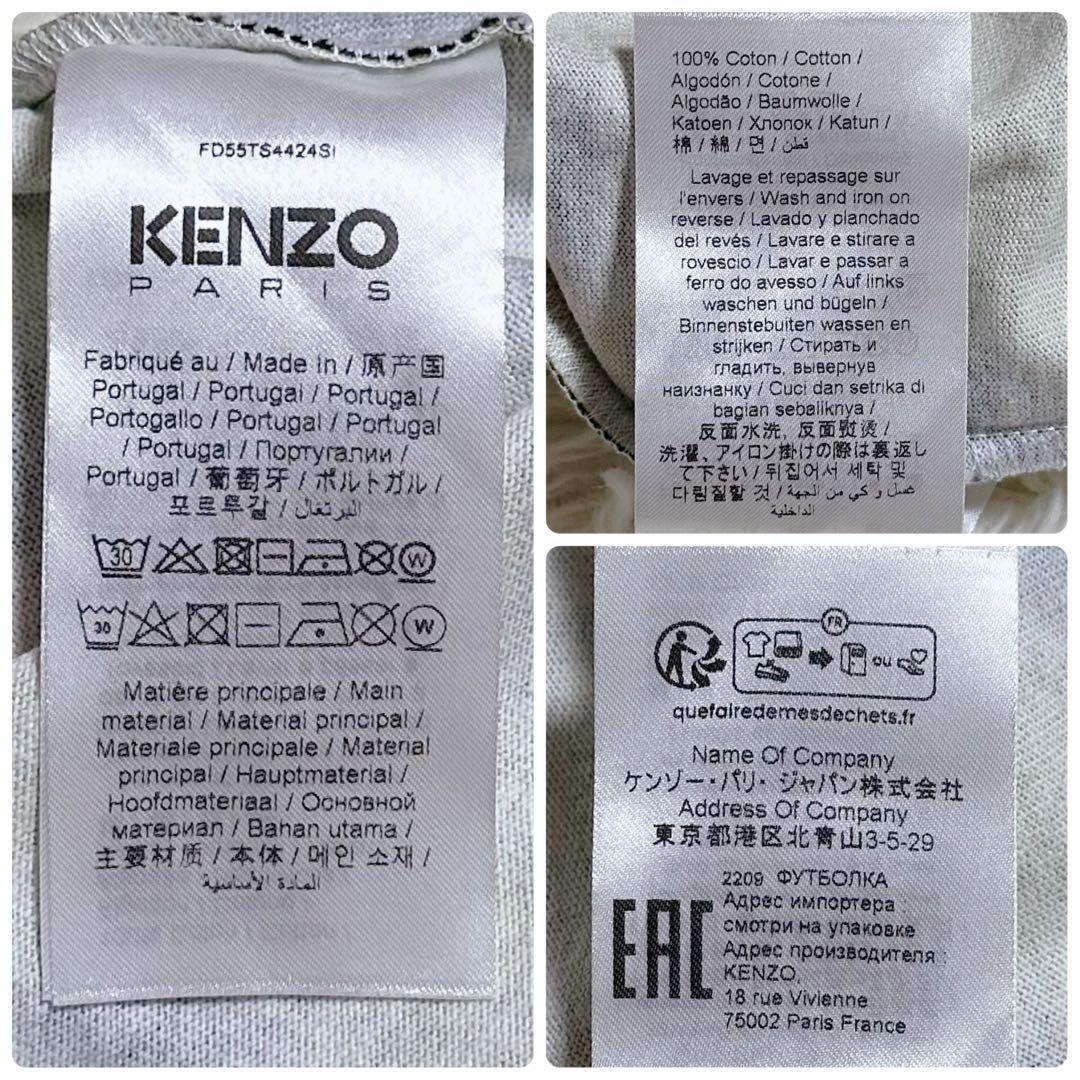 FD55TS4424SI
KENZO
PARIS
Fabriqué au / Made in / 原产国
Portugal / Portugal / Portugal /
Portogallo / Portugal / Portugal
/ Portugal / Португалии /
Portugal / 葡萄牙 / ポルトガル /
포르투갈 / البرتغال
30
W
30
W
Matière principale / Main
material / Material principal /
Materiale principale / Material
principal / Hauptmaterial /
Hoofdmateriaal / Основной
материал / Bahan utama /
主要材质 / 本体 / 메인 소재 /
المادة الأساسية
100% Coton / Cotton /
Algodón / Cotone /
Algodão / Baumwolle /
Katoen / Хлопок / Katun /
棉 / 綿 / 면 / قطن
Lavage et repassage sur
l'envers / Wash and iron on
reverse / Lavado y planchado
del revés / Lavare e stirare a
rovescio / Lavar e passar a
ferro do avesso / Auf links
waschen und bügeln /
Binnenstebuiten wassen en
strijken / Стирать и
гладить, вывернув
наизнанку / Cuci dan setrika di
bagian sebaliknya /
反面水洗, 反面熨烫 /
洗濯、アイロン掛けの際は裏返し
て下さい / 뒤집어서 세탁 및
다림질할 것 / غسل و كي من الجهة
الداخلية
FR
ou
quefairedemesdechets.fr
Name Of Company
ケンゾー・パリ・ジャパン株式会社
Address Of Company
東京都港区北青山3-5-29
EAC
2209 ФУТБОЛКА
Адрес импортера :
смотри на упаковке
Адрес производителя :
KENZO,
18 rue Vivienne
75002 Paris France